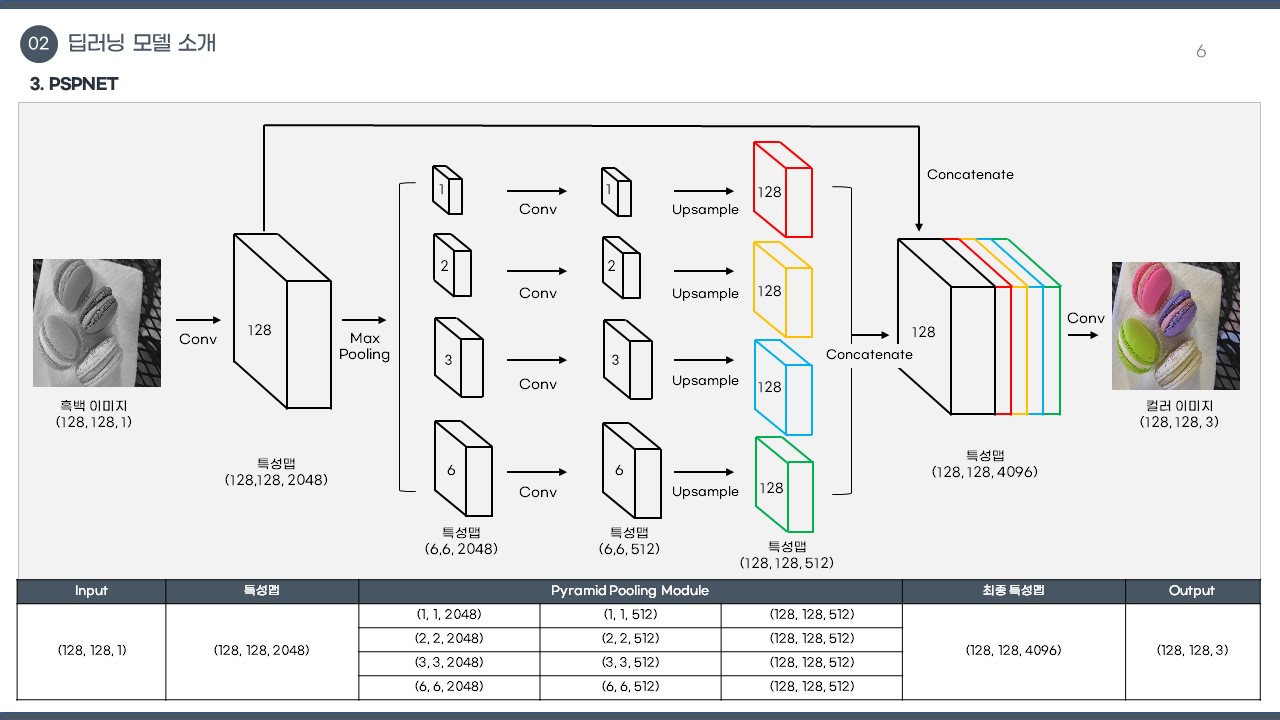 02 딥러닝 모델 소개
6
3. PSPNET
Concatenate
1
Conv
1
Upsample
128
2
Conv
2
Upsample
128
128
Conv
Max
Pooling
3
Conv
3
Upsample
128
Concatenate
128
Conv
6
Conv
6
Upsample
128
흑백 이미지
(128, 128, 1)
컬러 이미지
(128, 128, 3)
특성맵
(128,128, 2048)
특성맵
(128, 128, 4096)
특성맵
(6,6, 2048)
특성맵
(6,6, 512)
특성맵
(128, 128, 512)
Input 특성맵 Pyramid Pooling Module 최종 특성맵 Output
(1, 1, 2048) (1, 1, 512) (128, 128, 512)
(2, 2, 2048) (2, 2, 512) (128, 128, 512)
(128, 128, 1) (128, 128, 2048) (128, 128, 4096) (128, 128, 3)
(3, 3, 2048) (3, 3, 512) (128, 128, 512)
(6, 6, 2048) (6, 6, 512) (128, 128, 512)